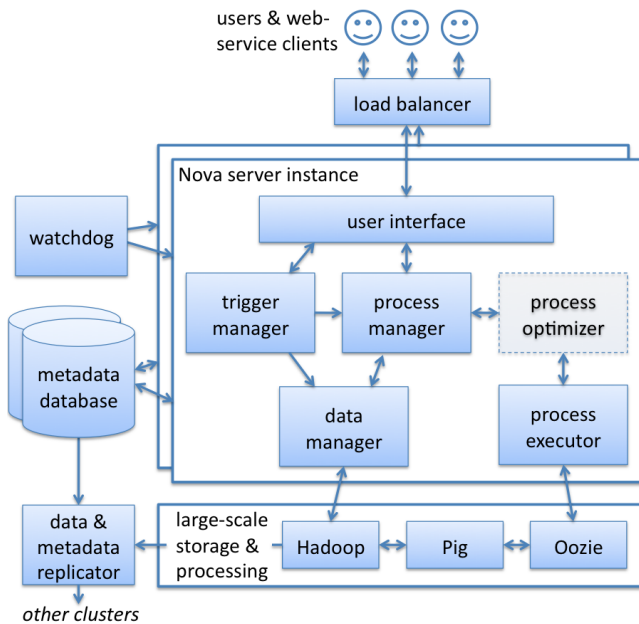 users & web-
service clients
load balancer
Nova server instance
user interface
watchdog
trigger
manager
process
manager
process
optimizer
metadata
database
data
manager
process
executor
data &
metadata
replicator
large-scale
storage &
processing
Hadoop
Pig
Oozie
other clusters